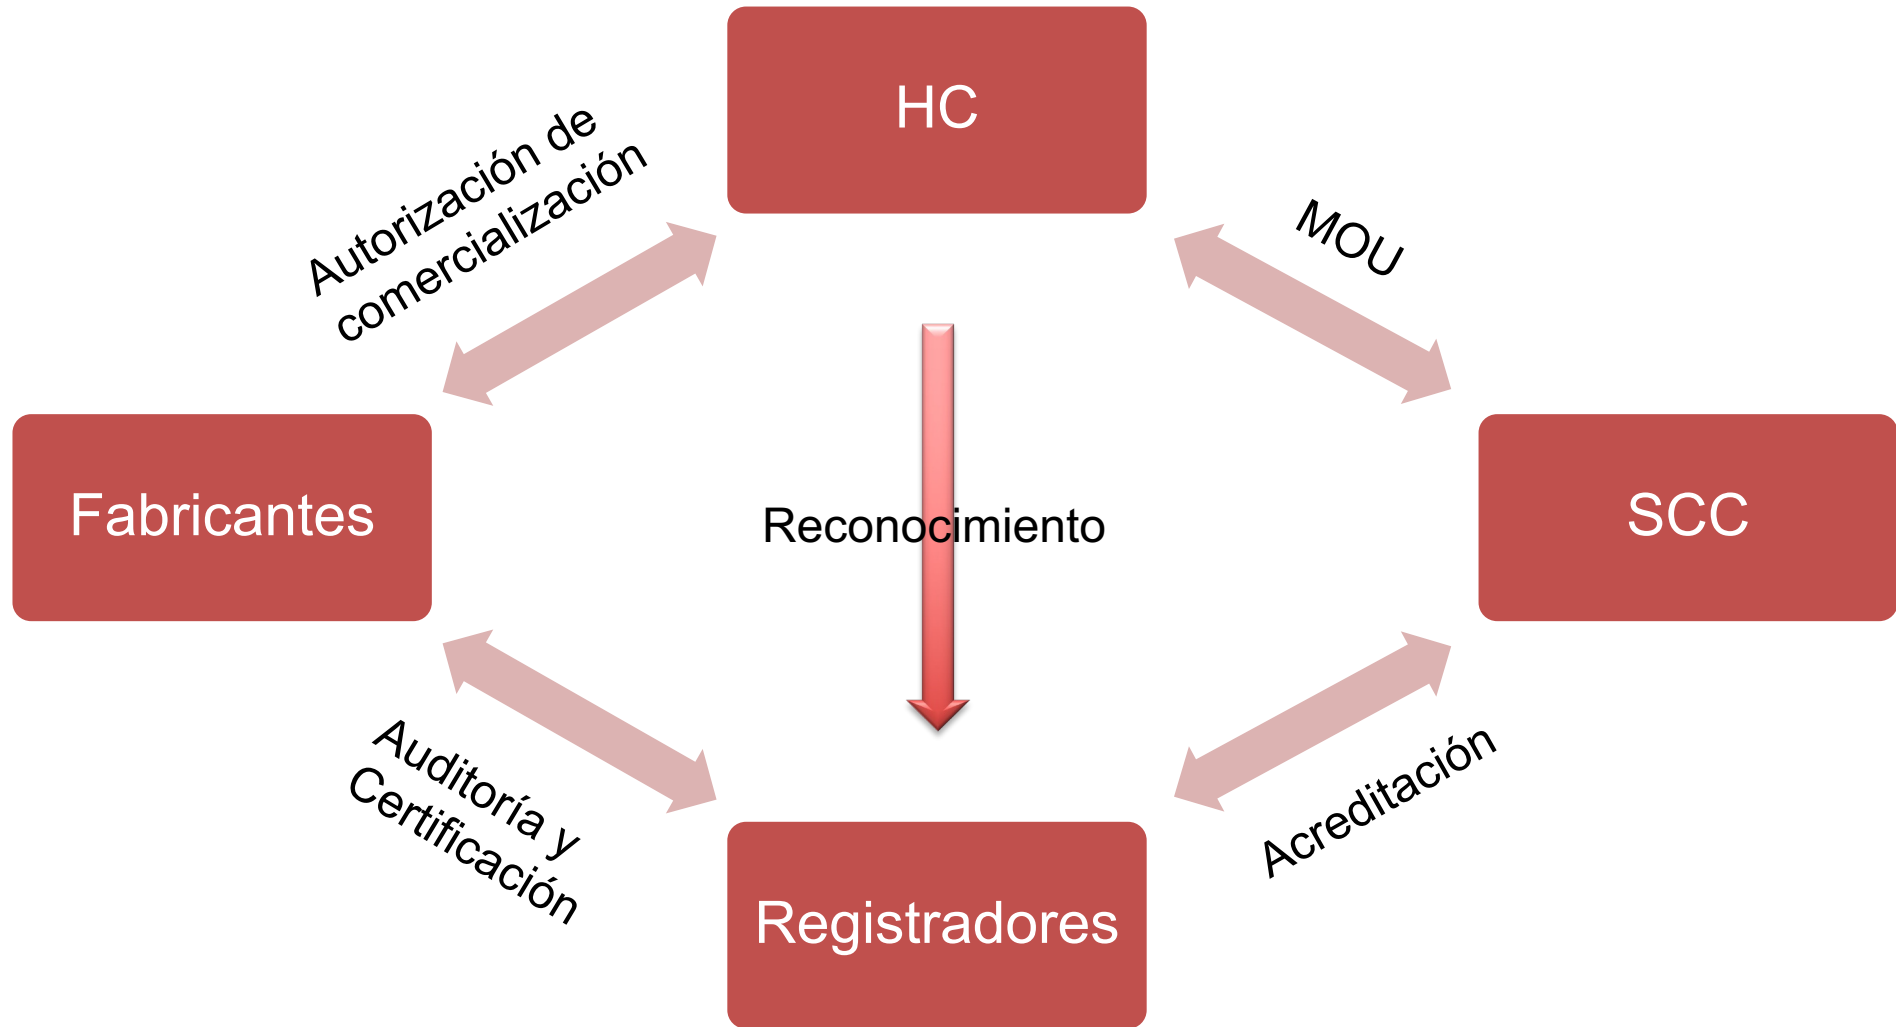 HC
Autorización de
comercialización
MOU
Fabricantes
Reconocimiento
SCC
Auditoría y
Certificación
Acreditación
Registradores